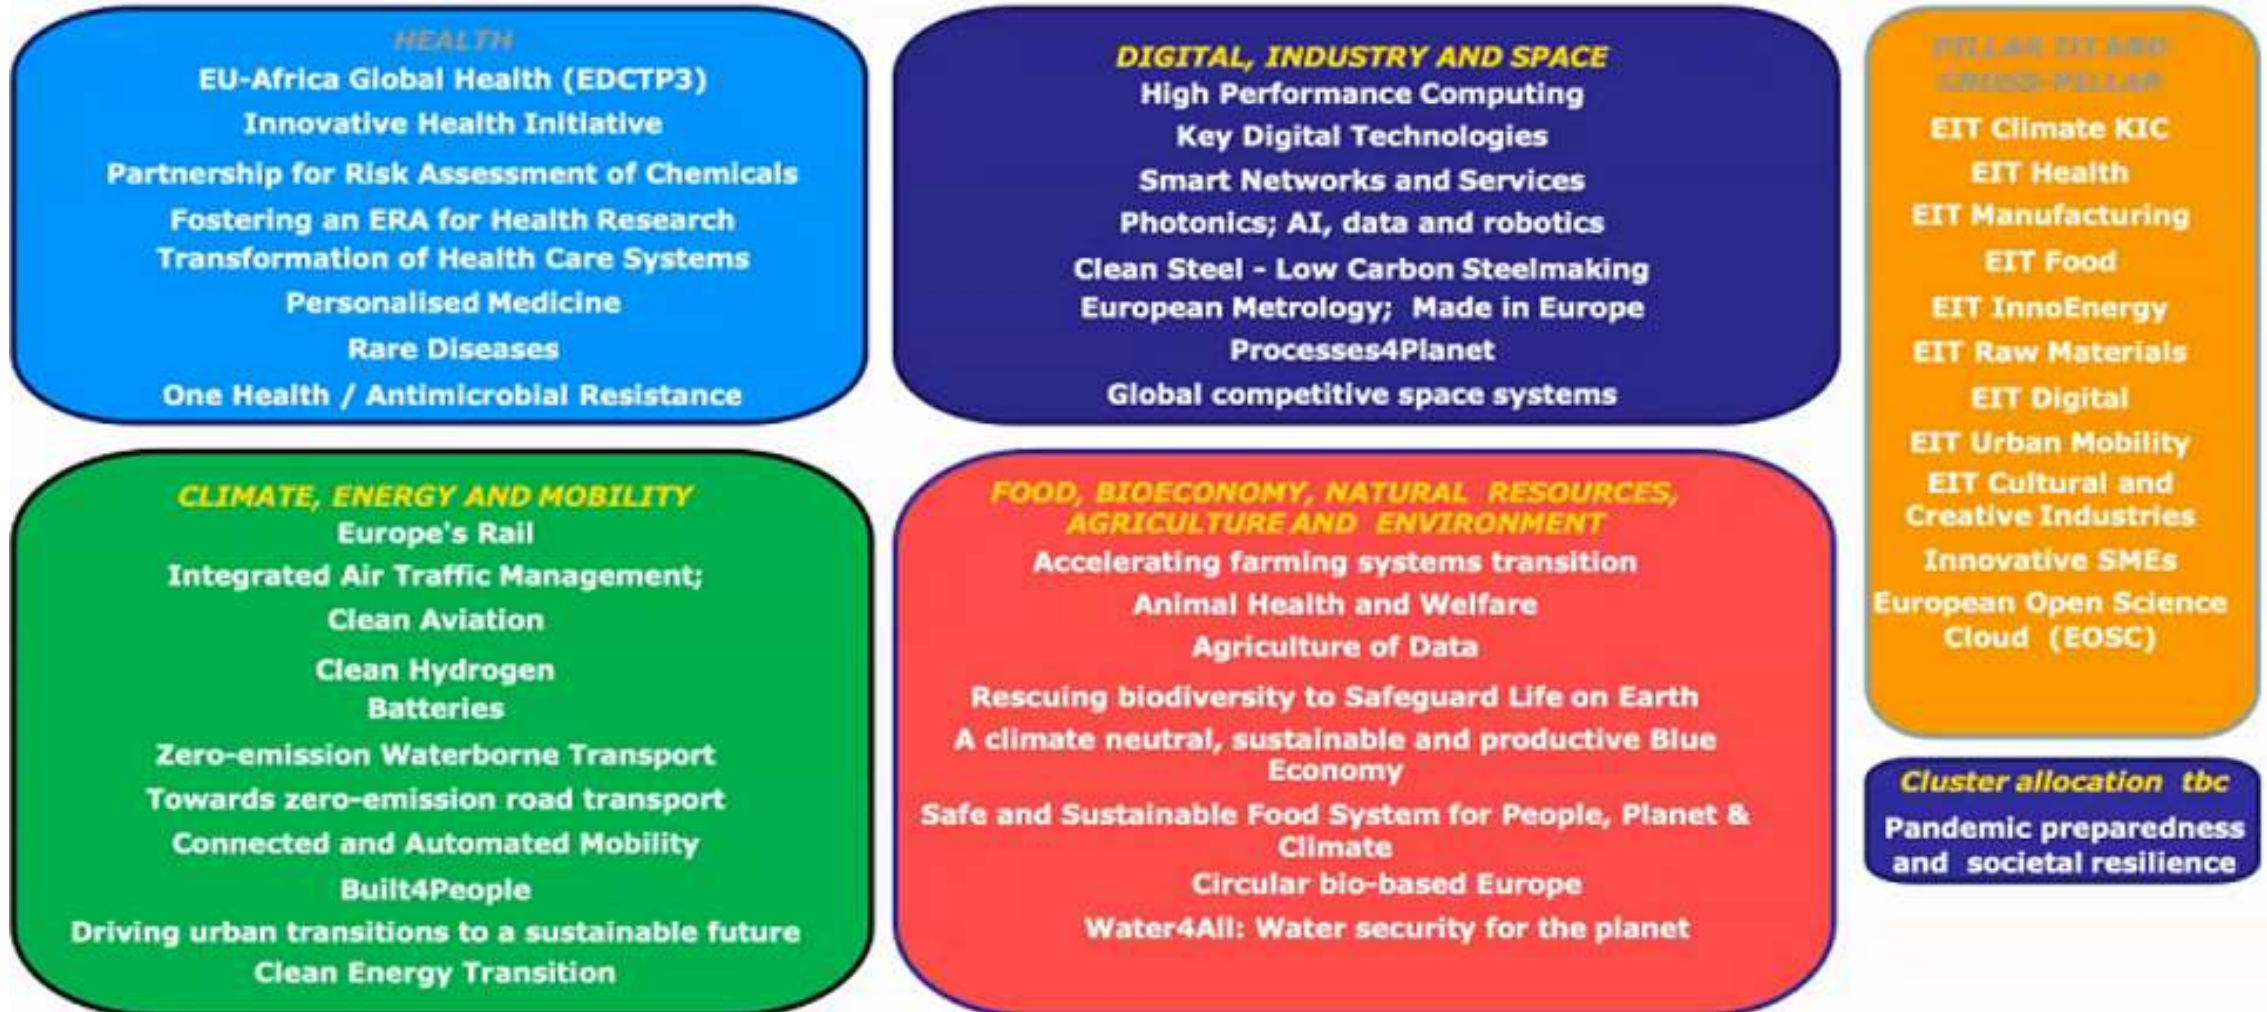 HEALTH
EU-Africa Global Health (EDCTP3)
Innovative Health Initiative
Partnership for Risk Assessment of Chemicals
Fostering an ERA for Health Research
Transformation of Health Care Systems
Personalised Medicine
Rare Diseases
One Health / Antimicrobial Resistance
DIGITAL, INDUSTRY AND SPACE
High Performance Computing
Key Digital Technologies
Smart Networks and Services
Photonics; AI, data and robotics
Clean Steel - Low Carbon Steelmaking
European Metrology; Made in Europe
Processes4Planet
Global competitive space systems
CLIMATE, ENERGY AND MOBILITY
Europe's Rail
Integrated Air Traffic Management;
Clean Aviation
Clean Hydrogen
Batteries
Zero-emission Waterborne Transport
Towards zero-emission road transport
Connected and Automated Mobility
Built4People
Driving urban transitions to a sustainable future
Clean Energy Transition
FOOD, BIOECONOMY, NATURAL RESOURCES,
AGRICULTURE AND ENVIRONMENT
Accelerating farming systems transition
Animal Health and Welfare
Agriculture of Data
Rescuing biodiversity to Safeguard Life on Earth
A climate neutral, sustainable and productive Blue
Economy
Safe and Sustainable Food System for People, Planet &
Climate
Circular bio-based Europe
Water4All: Water security for the planet
PILLAR III AND
CROSS-PILLAR
EIT Climate KIC
EIT Health
EIT Manufacturing
EIT Food
EIT InnoEnergy
EIT Raw Materials
EIT Digital
EIT Urban Mobility
EIT Cultural and
Creative Industries
Innovative SMEs
European Open Science
Cloud (EOSC)
Cluster allocation tbc
Pandemic preparedness
and societal resilience